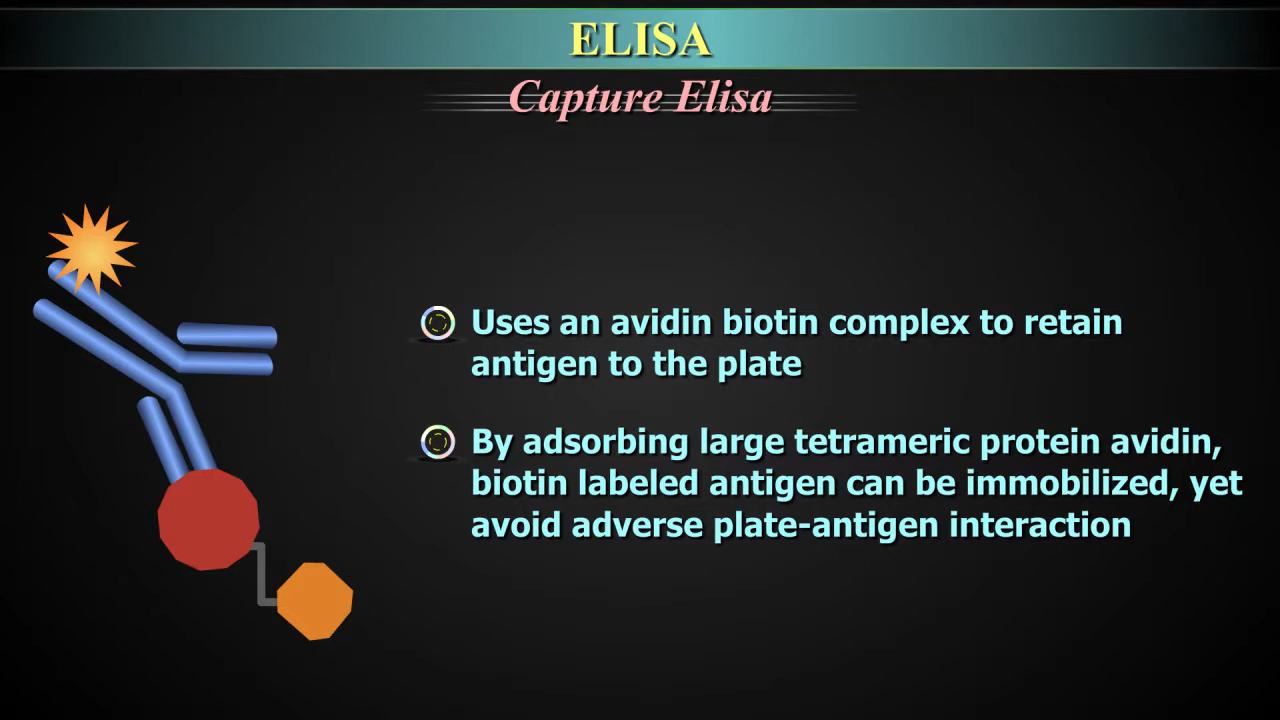 ELISA
Capture Elisa
Uses an avidin biotin complex to retain
antigen to the plate
By adsorbing large tetrameric protein avidin,
biotin labeled antigen can be immobilized, yet
avoid adverse plate-antigen interaction